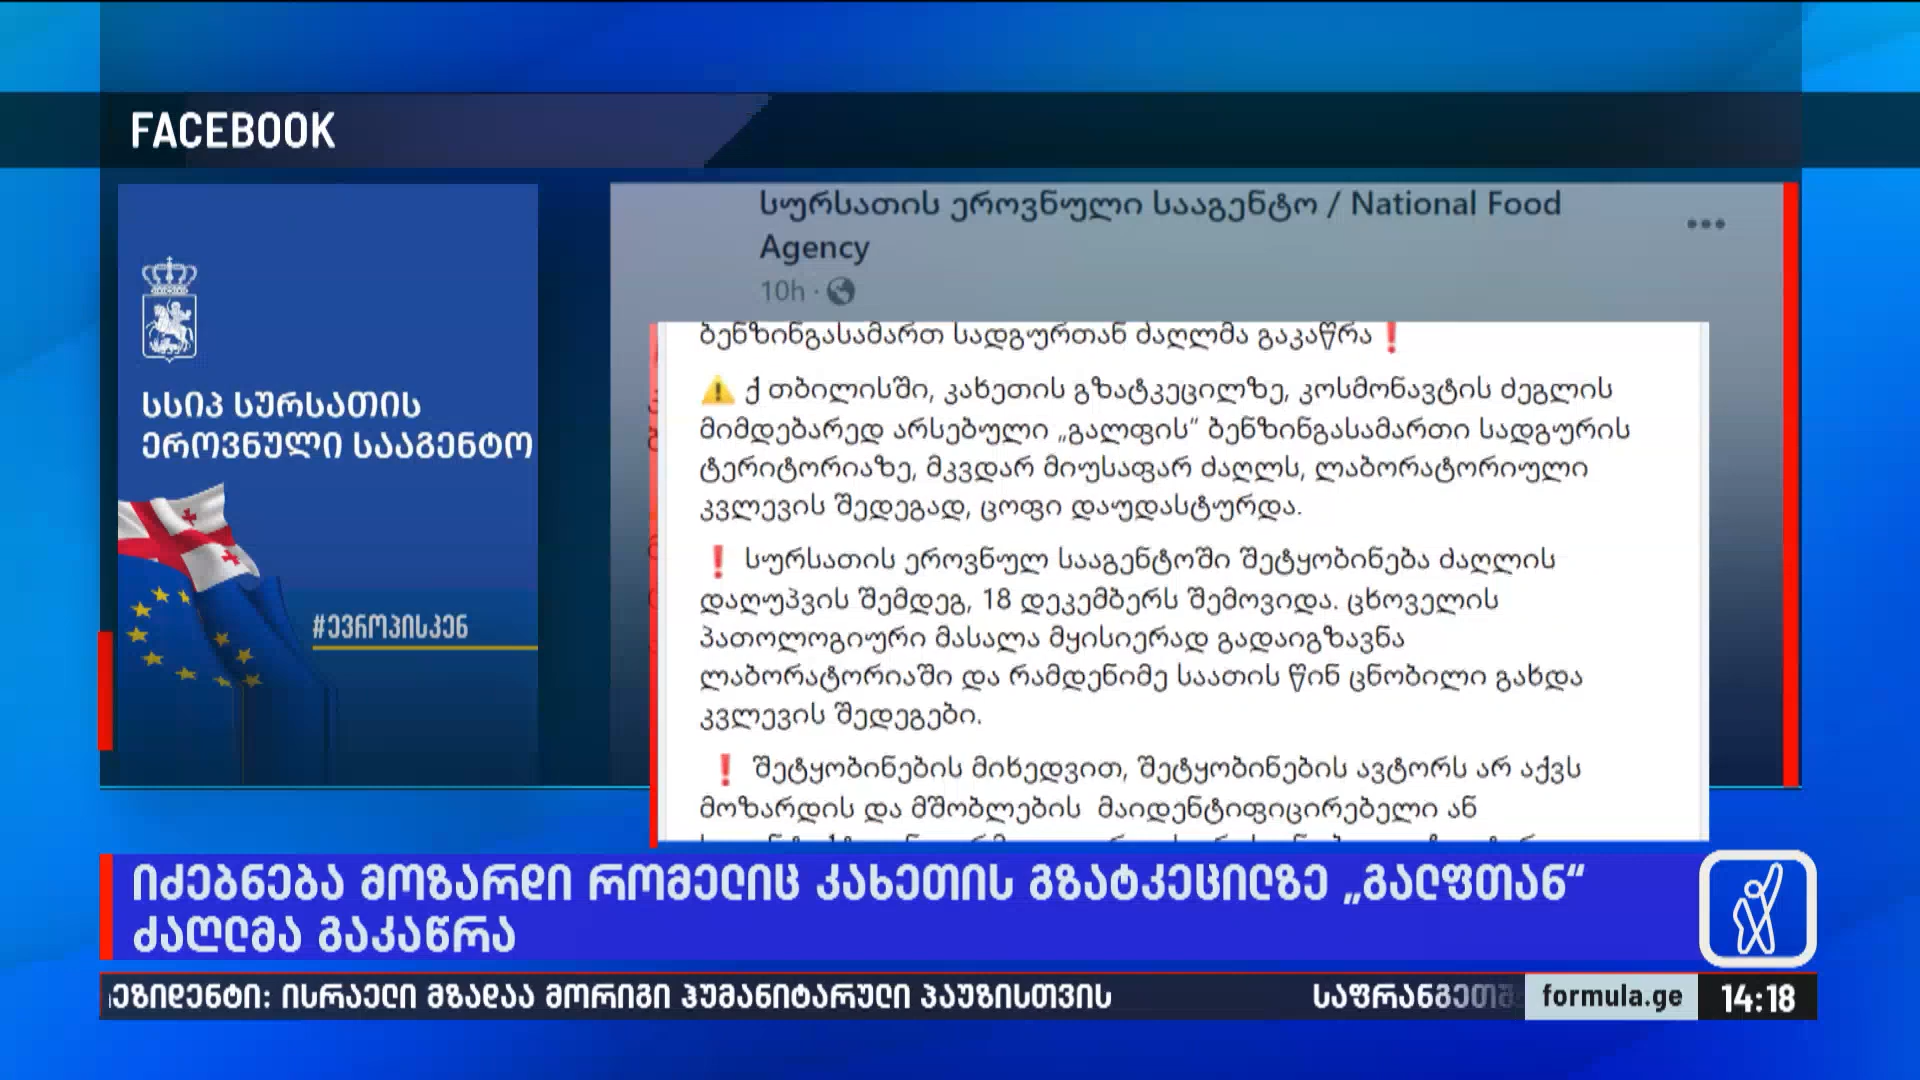 FACEBOOK
სსიპ სურსათის
ეროვნული სააგენტო
#ევროპისკენ
სურსათის ეროვნული სააგენტო / National Food
Agency
10h ·
ბენზინგასამართ სადგურთან ძაღლმა გაკაწრა❗
⚠️ ქ თბილისში, კახეთის გზატკეცილზე, კოსმონავტის ძეგლის
მიმდებარედ არსებული „გალფის“ ბენზინგასამართი სადგურის
ტერიტორიაზე, მკვდარ მიუსაფარ ძაღლს, ლაბორატორიული
კვლევის შედეგად, ცოფი დაუდასტურდა.
❗ სურსათის ეროვნულ სააგენტოში შეტყობინება ძაღლის
დაღუპვის შემდეგ, 18 დეკემბერს შემოვიდა. ცხოველის
პათოლოგიური მასალა მყისიერად გადაიგზავნა
ლაბორატორიაში და რამდენიმე საათის წინ ცნობილი გახდა
კვლევის შედეგები.
❗ შეტყობინების მიხედვით, შეტყობინების ავტორს არ აქვს
მოზარდის და მშობლების მაიდენტიფიცირებელი ან
იძებნება მოზარდი რომელიც კახეთის გზატკეცილზე „გალფთან“
ძაღლმა გაკაწრა
ეზიდენტი: ისრაელი მზადაა მორიგი ჰუმანიტარული პაუზისთვის
საფრანგეთმ
formula.ge
14:18